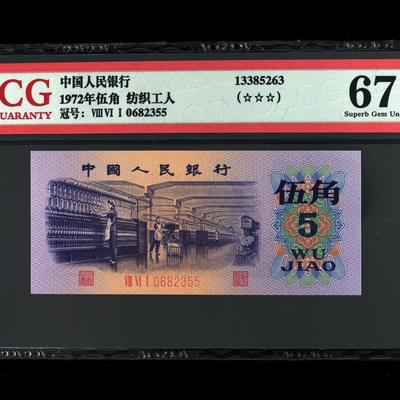 CG
UARANTY
中国人民银行
1972年伍角 纺织工人
冠号: Ⅷ Ⅵ Ⅰ 0682355
13385263
(☆☆☆)
67
Superb Gem Un
中國人民銀行
伍角
5
WU
JIAO
Ⅷ Ⅵ Ⅰ 0682355